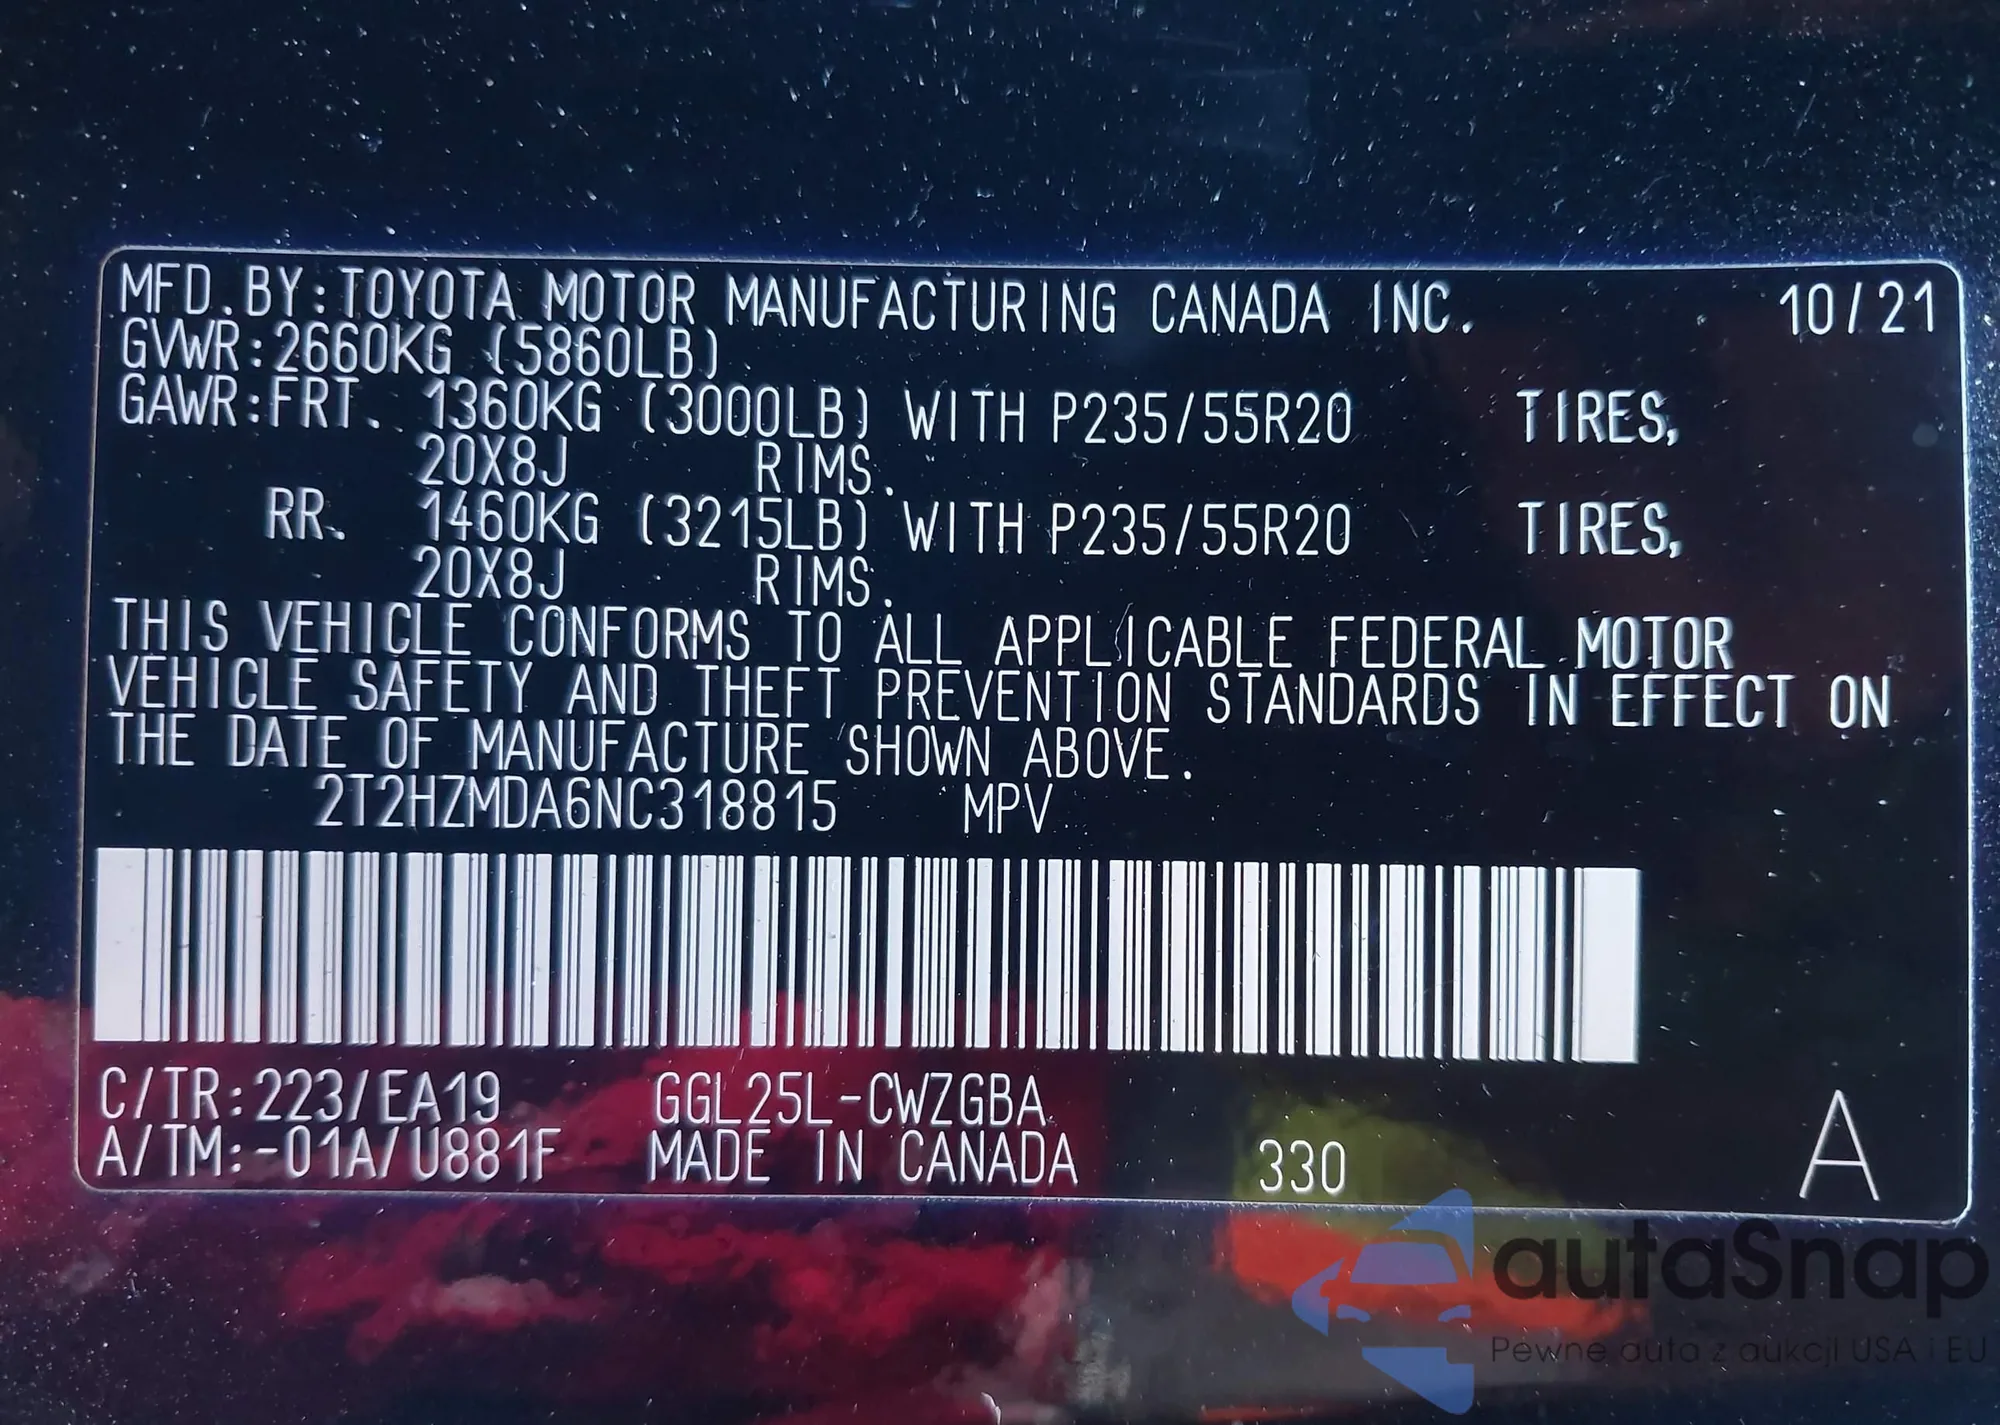 MFD.BY:TOYOTA MOTOR MANUFACTURING CANADA INC. 10/21
GVWR:2660KG (5860LB)
GAWR:FRT. 1360KG (3000LB) WITH P235/55R20 TIRES,
20X8J RIMS.
RR. 1460KG (3215LB) WITH P235/55R20 TIRES,
20X8J RIMS.
THIS VEHICLE CONFORMS TO ALL APPLICABLE FEDERAL MOTOR
VEHICLE SAFETY AND THEFT PREVENTION STANDARDS IN EFFECT ON
THE DATE OF MANUFACTURE SHOWN ABOVE.
2T2HZMDA6NC318815 MPV
C/TR:223/EA19 GGL25L-CWZGBA
A/TM:-01A/U881F MADE IN CANADA 330 A
autaSnap
Pewne auta z aukcji USA i EU